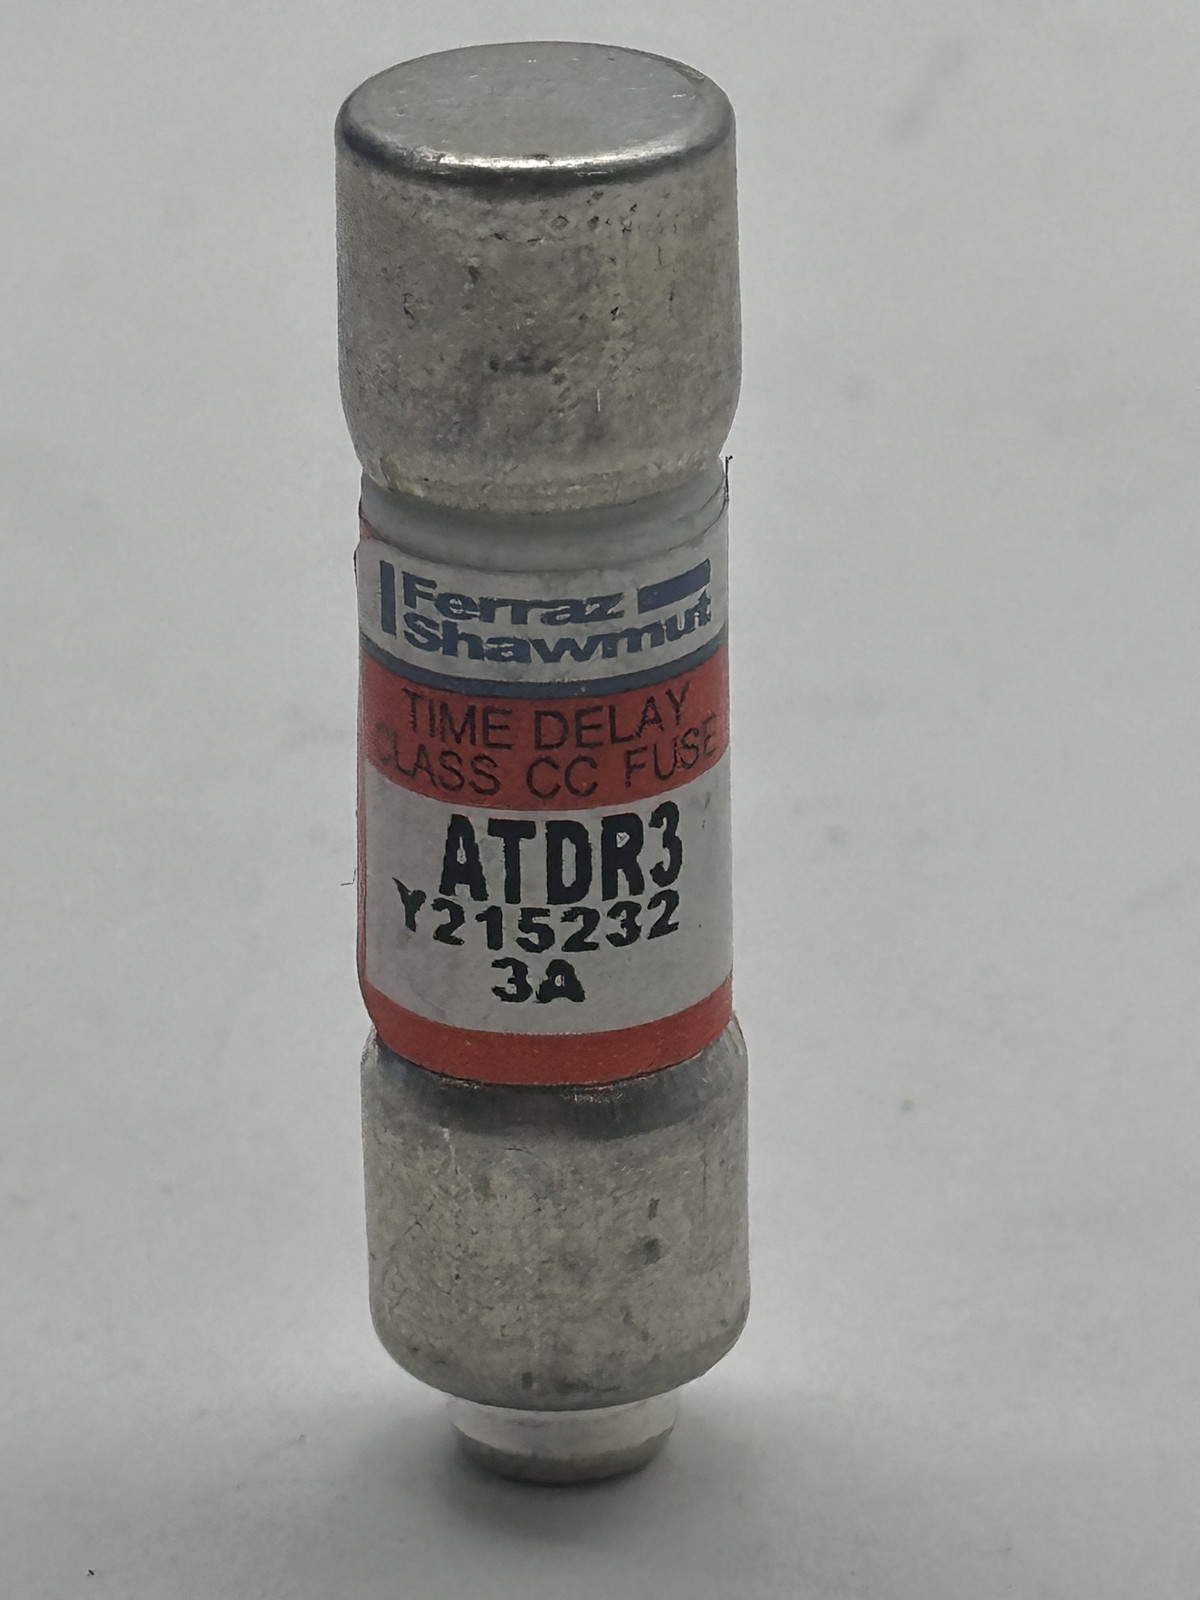 Ferraz
Shawmut
TIME DELAY
CLASS CC FUSE
ATDR3
Y215232
3A